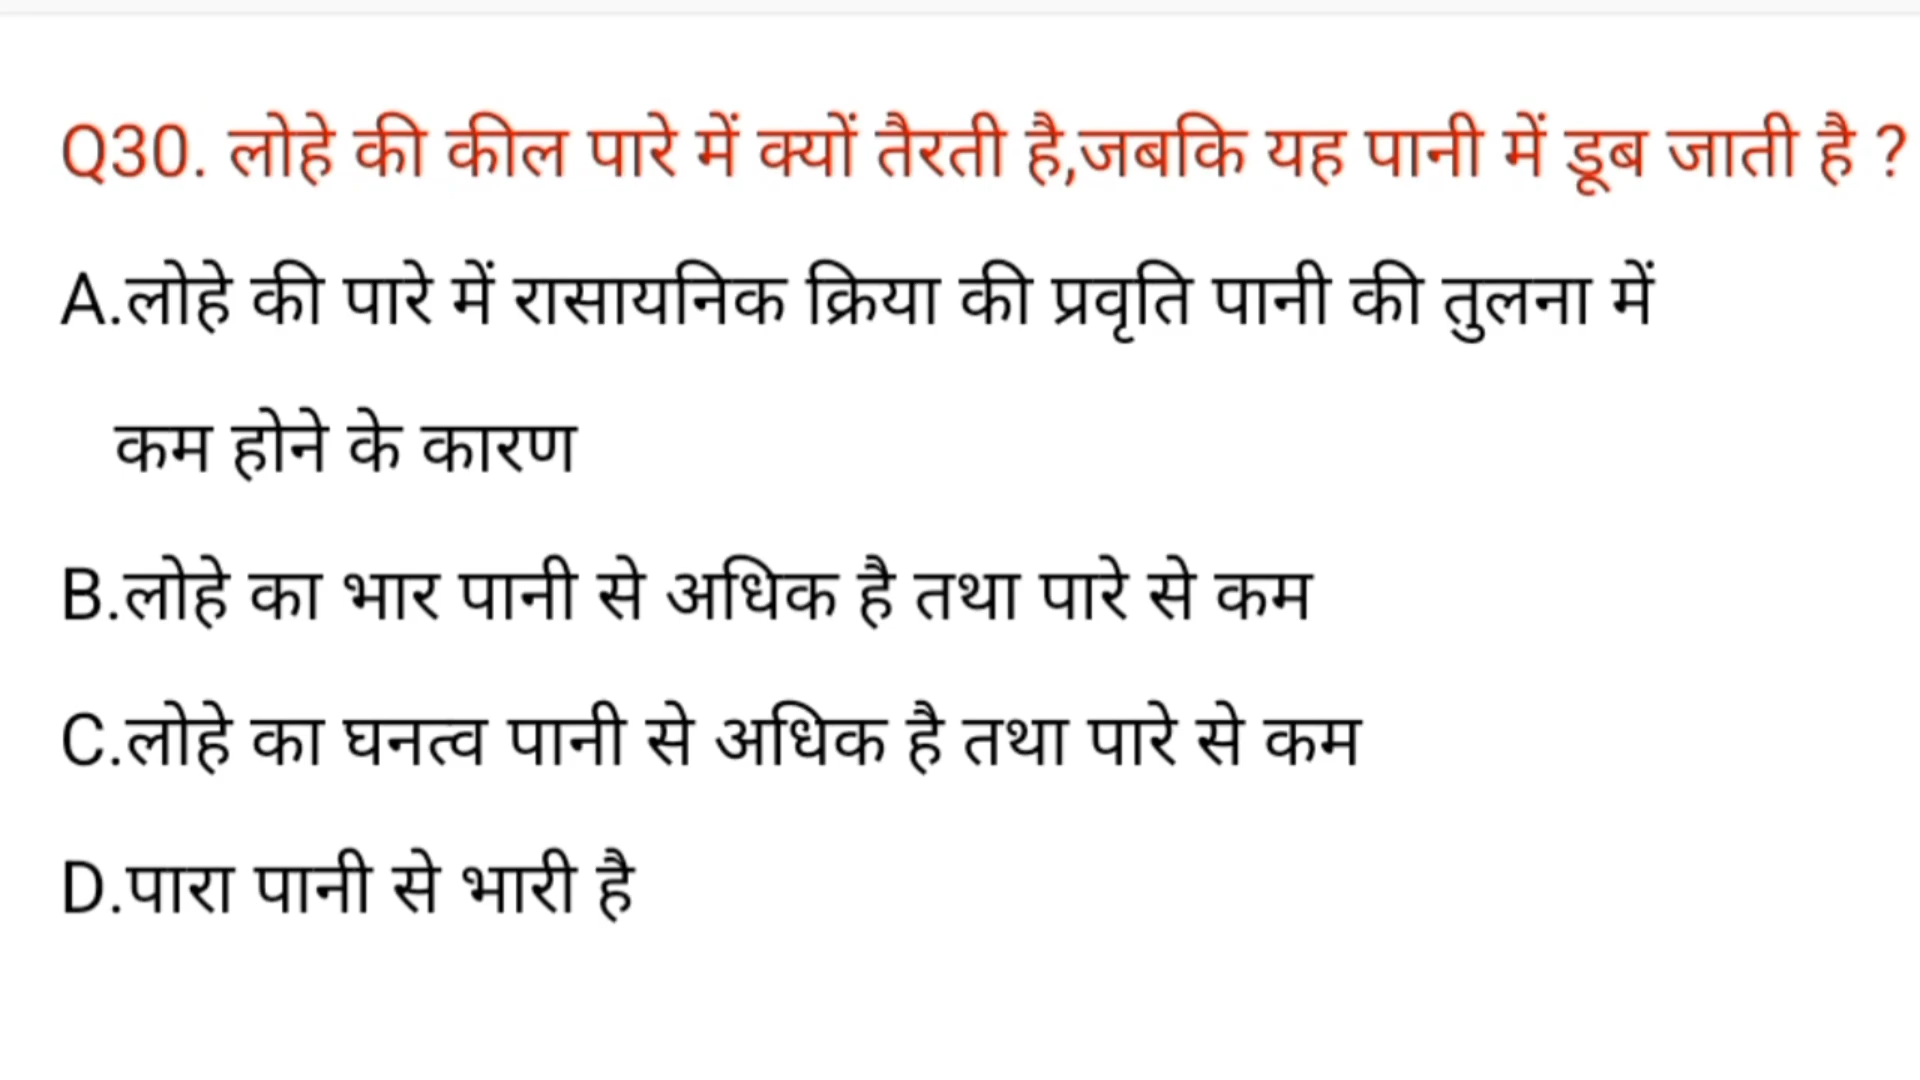 Q30. लोहे की कील पारे में क्यों तैरती है,जबकि यह पानी में डूब जाती है ?
A.लोहे की पारे में रासायनिक क्रिया की प्रवृति पानी की तुलना में
कम होने के कारण
B.लोहे का भार पानी से अधिक है तथा पारे से कम
C.लोहे का घनत्व पानी से अधिक है तथा पारे से कम
D.पारा पानी से भारी है